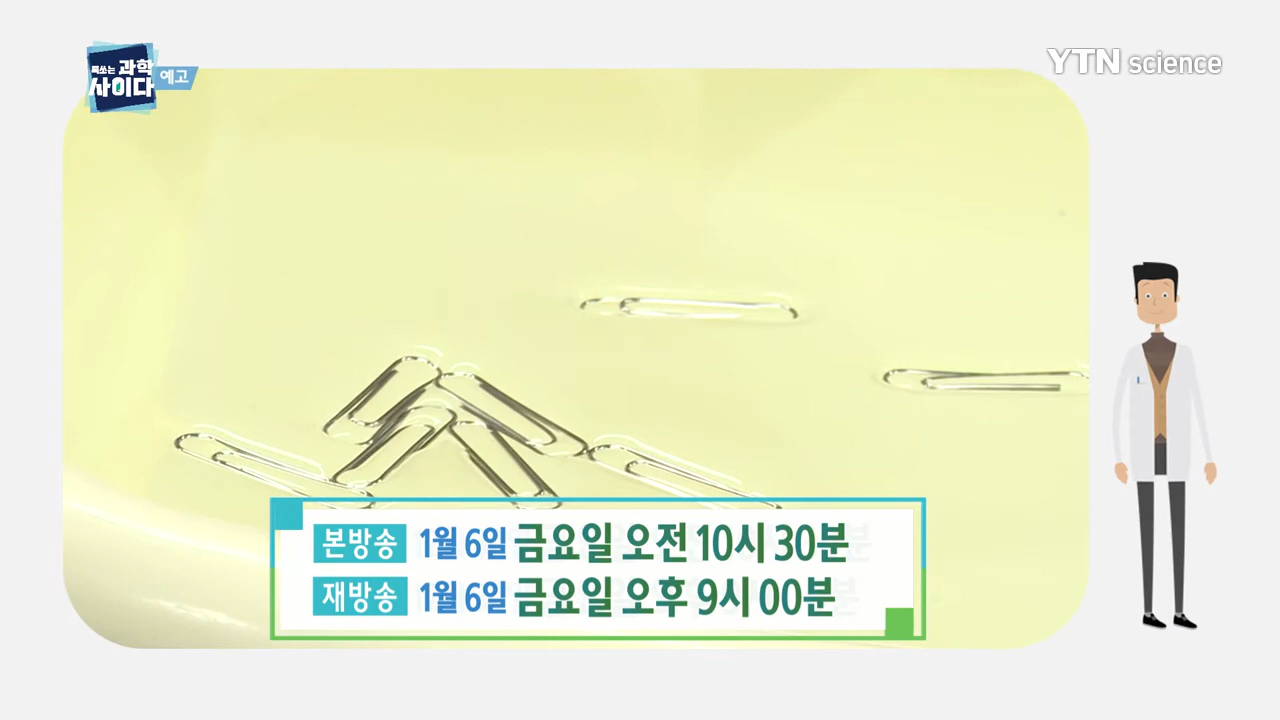 톡쏘는 과학
사이다 예고
YTN science
본방송 1월 6일 금요일 오전 10시 30분
재방송 1월 6일 금요일 오후 9시 00분